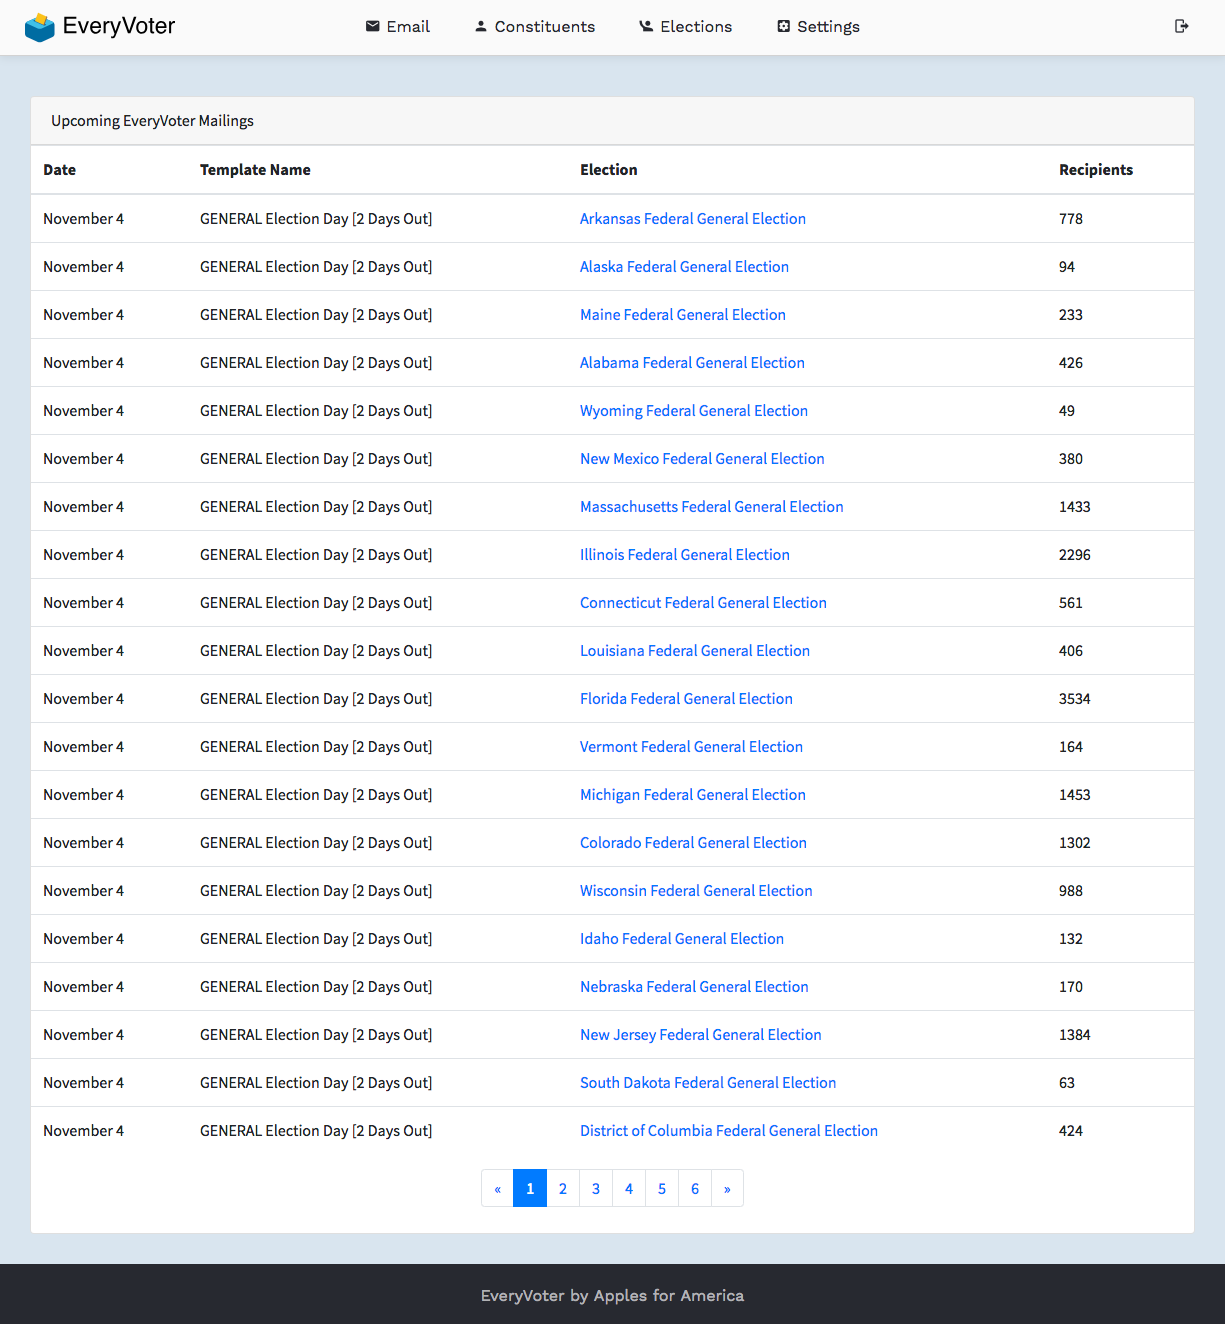 EveryVoter Email Constituents Elections Settings
Upcoming EveryVoter Mailings
Date Template Name Election Recipients
November 4 GENERAL Election Day [2 Days Out] Arkansas Federal General Election 778
November 4 GENERAL Election Day [2 Days Out] Alaska Federal General Election 94
November 4 GENERAL Election Day [2 Days Out] Maine Federal General Election 233
November 4 GENERAL Election Day [2 Days Out] Alabama Federal General Election 426
November 4 GENERAL Election Day [2 Days Out] Wyoming Federal General Election 49
November 4 GENERAL Election Day [2 Days Out] New Mexico Federal General Election 380
November 4 GENERAL Election Day [2 Days Out] Massachusetts Federal General Election 1433
November 4 GENERAL Election Day [2 Days Out] Illinois Federal General Election 2296
November 4 GENERAL Election Day [2 Days Out] Connecticut Federal General Election 561
November 4 GENERAL Election Day [2 Days Out] Louisiana Federal General Election 406
November 4 GENERAL Election Day [2 Days Out] Florida Federal General Election 3534
November 4 GENERAL Election Day [2 Days Out] Vermont Federal General Election 164
November 4 GENERAL Election Day [2 Days Out] Michigan Federal General Election 1453
November 4 GENERAL Election Day [2 Days Out] Colorado Federal General Election 1302
November 4 GENERAL Election Day [2 Days Out] Wisconsin Federal General Election 988
November 4 GENERAL Election Day [2 Days Out] Idaho Federal General Election 132
November 4 GENERAL Election Day [2 Days Out] Nebraska Federal General Election 170
November 4 GENERAL Election Day [2 Days Out] New Jersey Federal General Election 1384
November 4 GENERAL Election Day [2 Days Out] South Dakota Federal General Election 63
November 4 GENERAL Election Day [2 Days Out] District of Columbia Federal General Election 424
« 1 2 3 4 5 6 »
EveryVoter by Apples for America